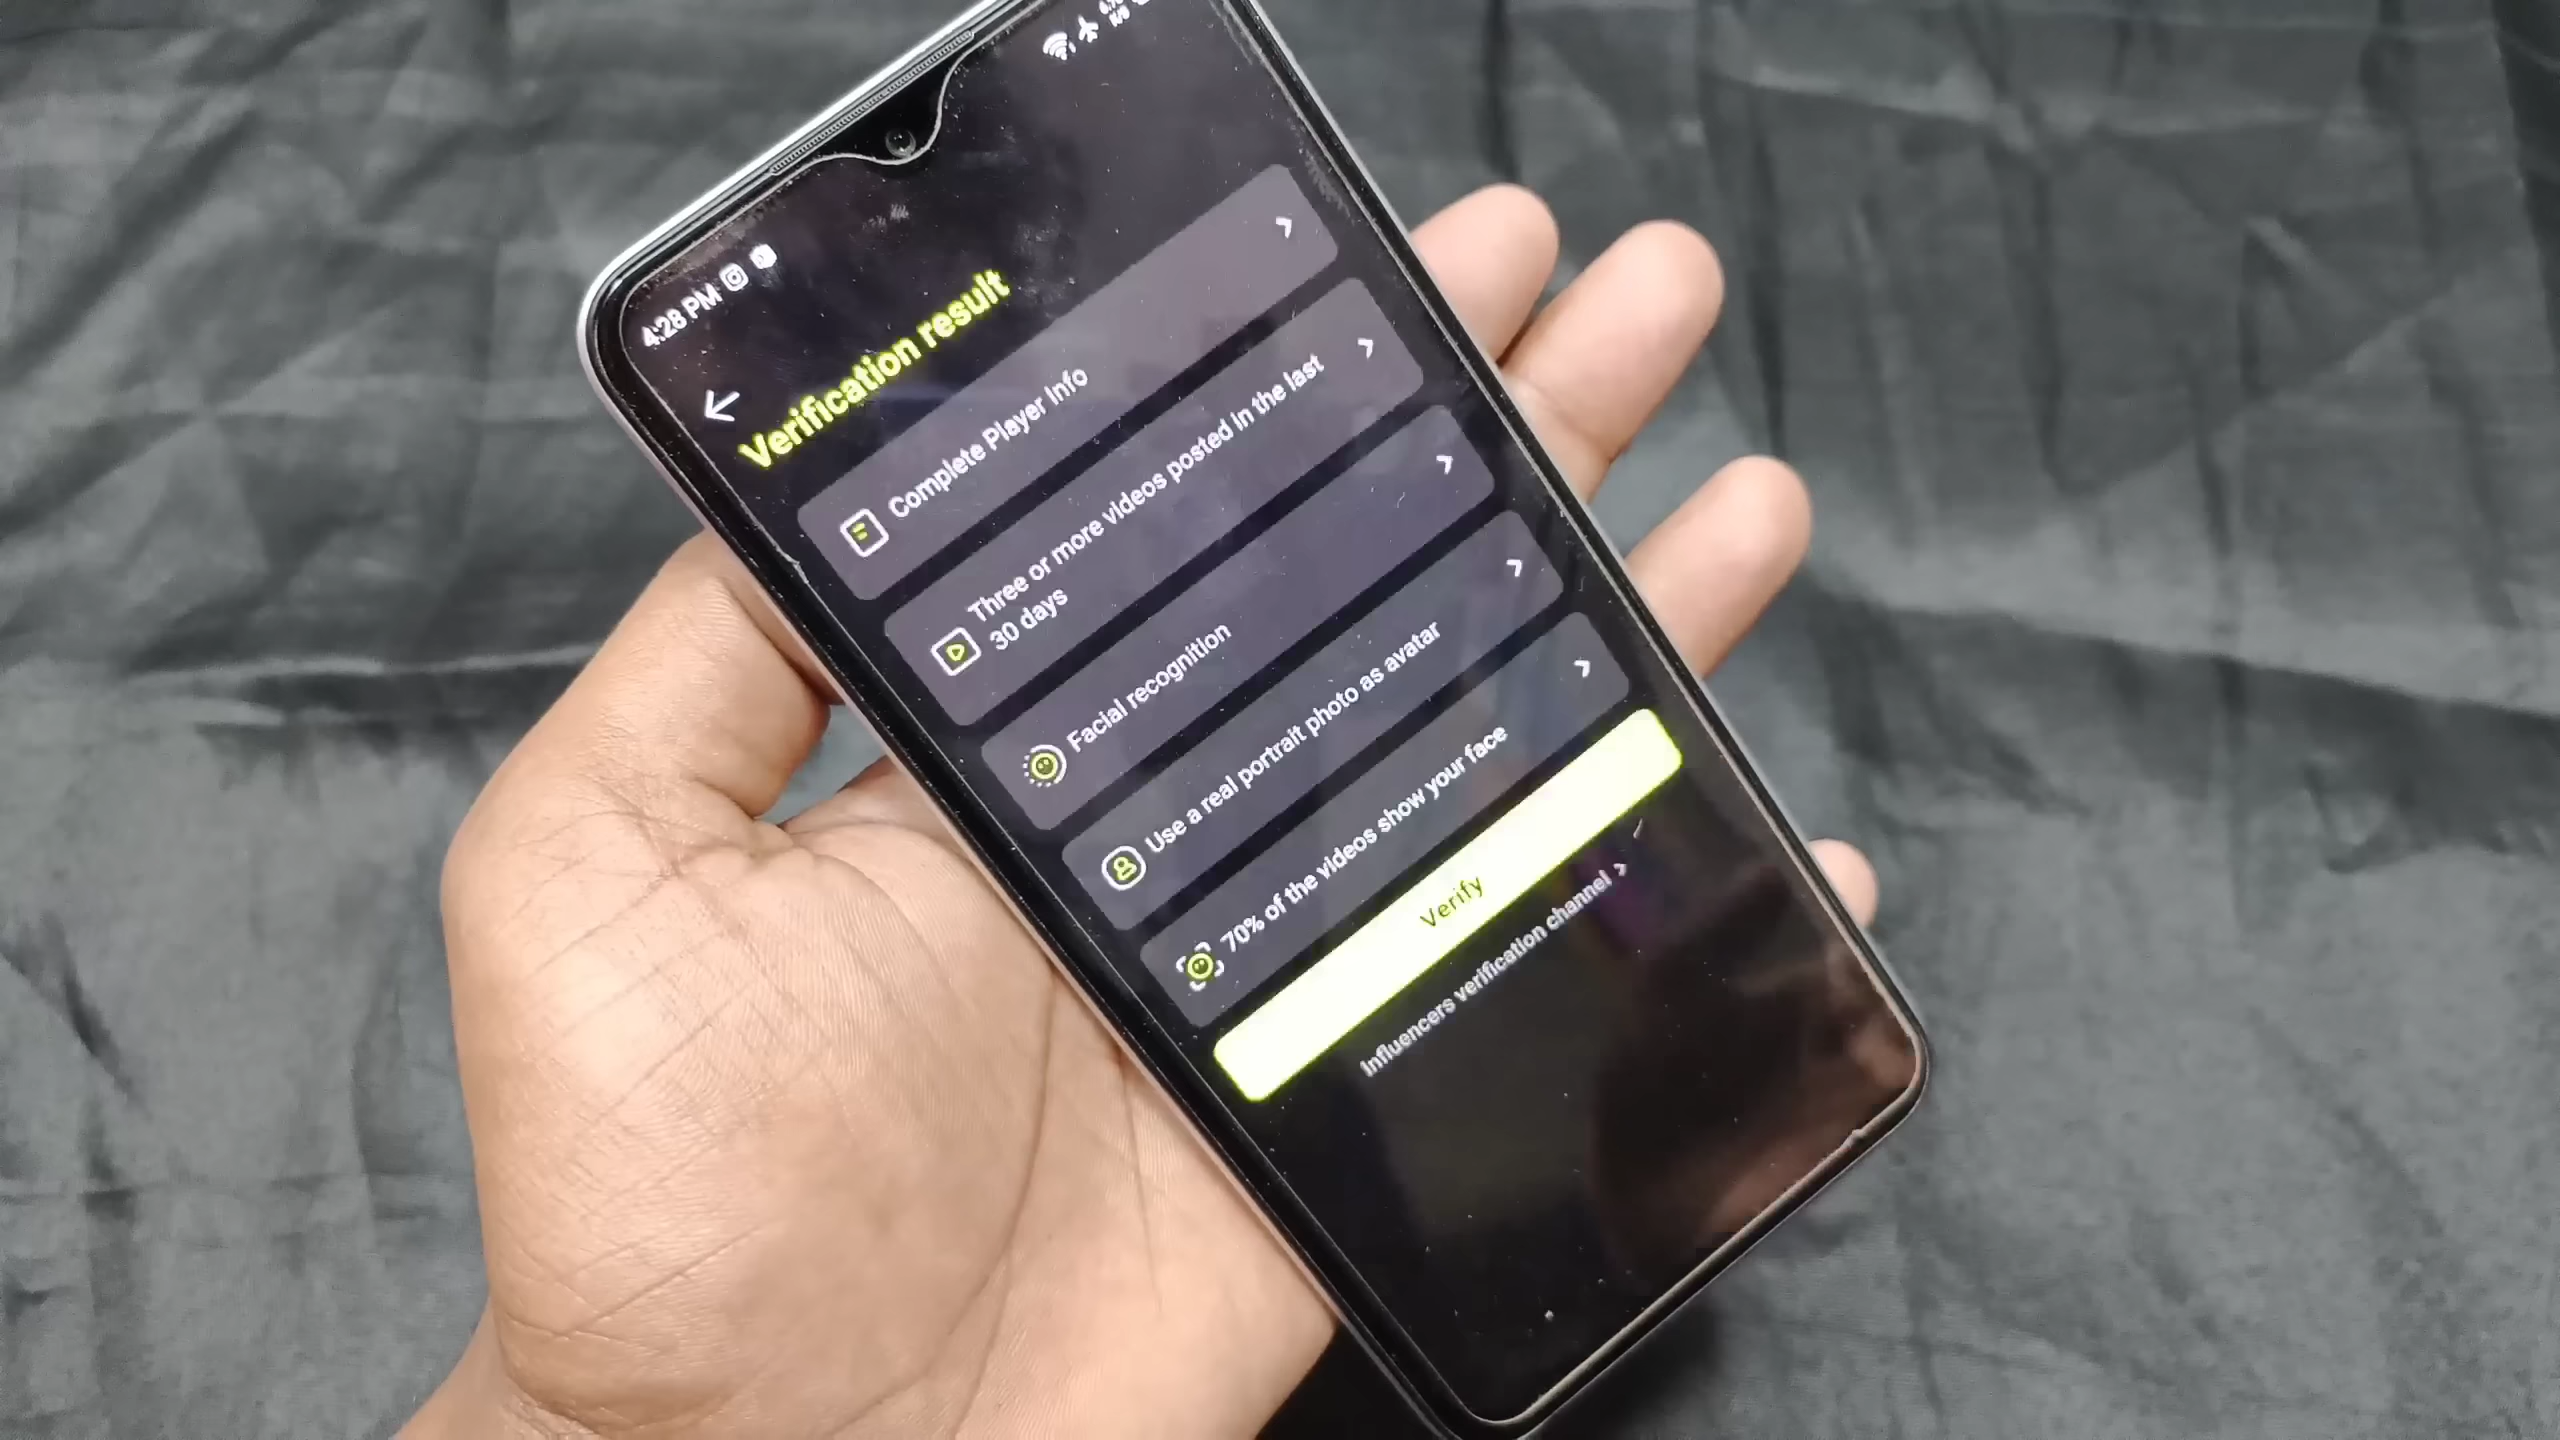 4:28 PM
Verification result
Complete Player Info
Three or more videos posted in the last
30 days
Facial recognition
Use a real portrait photo as avatar
70% of the videos show your face
Verify
Influencers verification channel